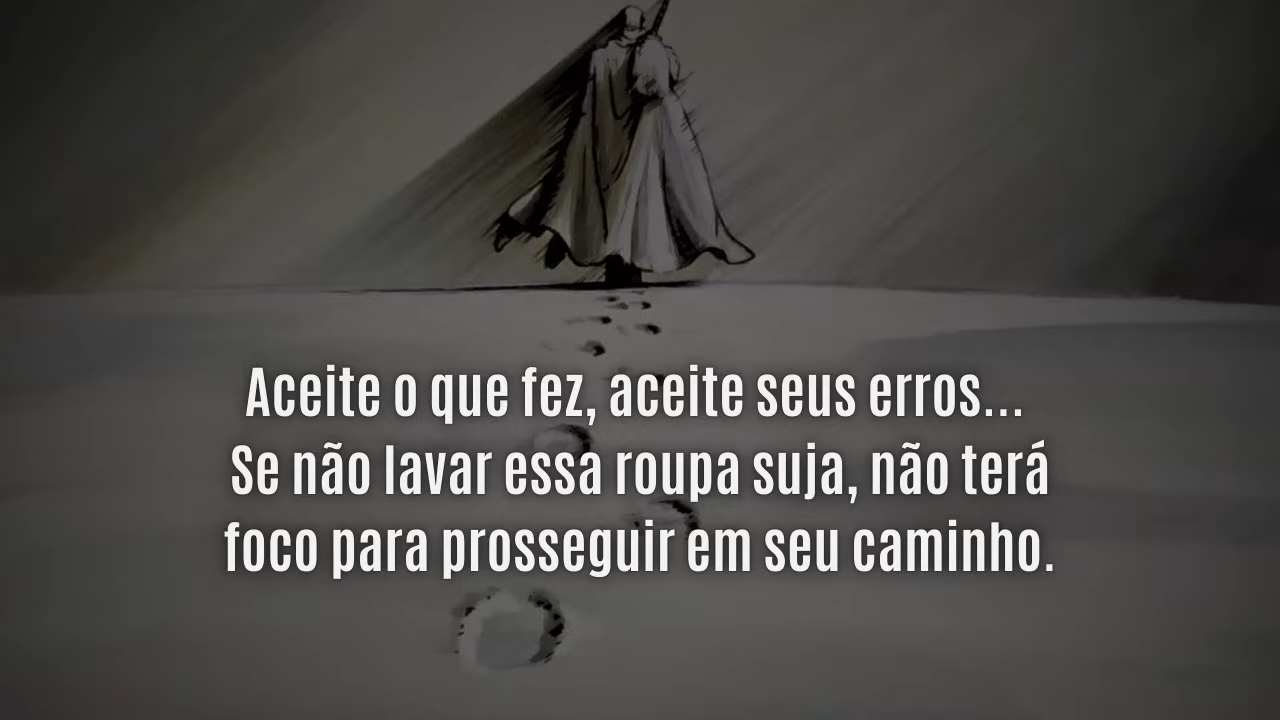 Aceite o que fez, aceite seus erros...
Se não lavar essa roupa suja, não terá
foco para prosseguir em seu caminho.